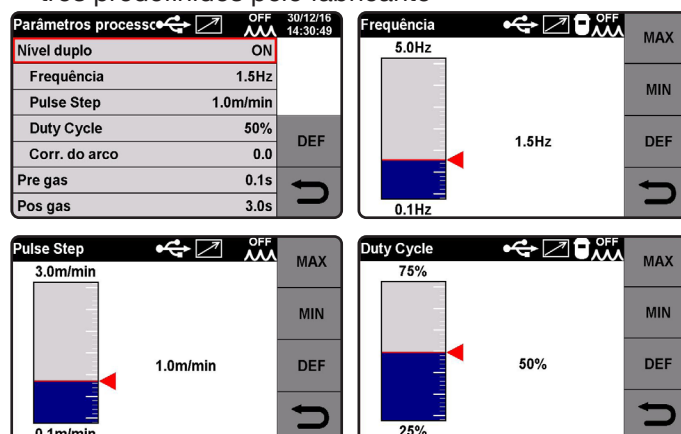 três predefinidos pelo fabricante
Parâmetros processo OFF 30/12/16 14:30:49
Nível duplo ON
Frequência 1.5Hz
Pulse Step 1.0m/min
Duty Cycle 50%
Corr. do arco 0.0
Pre gas 0.1s
Pos gas 3.0s
DEF
Frequência OFF
5.0Hz
1.5Hz
0.1Hz
MAX
MIN
DEF
Pulse Step OFF
3.0m/min
1.0m/min
0.1m/min
MAX
MIN
DEF
Duty Cycle OFF
75%
50%
25%
MAX
MIN
DEF